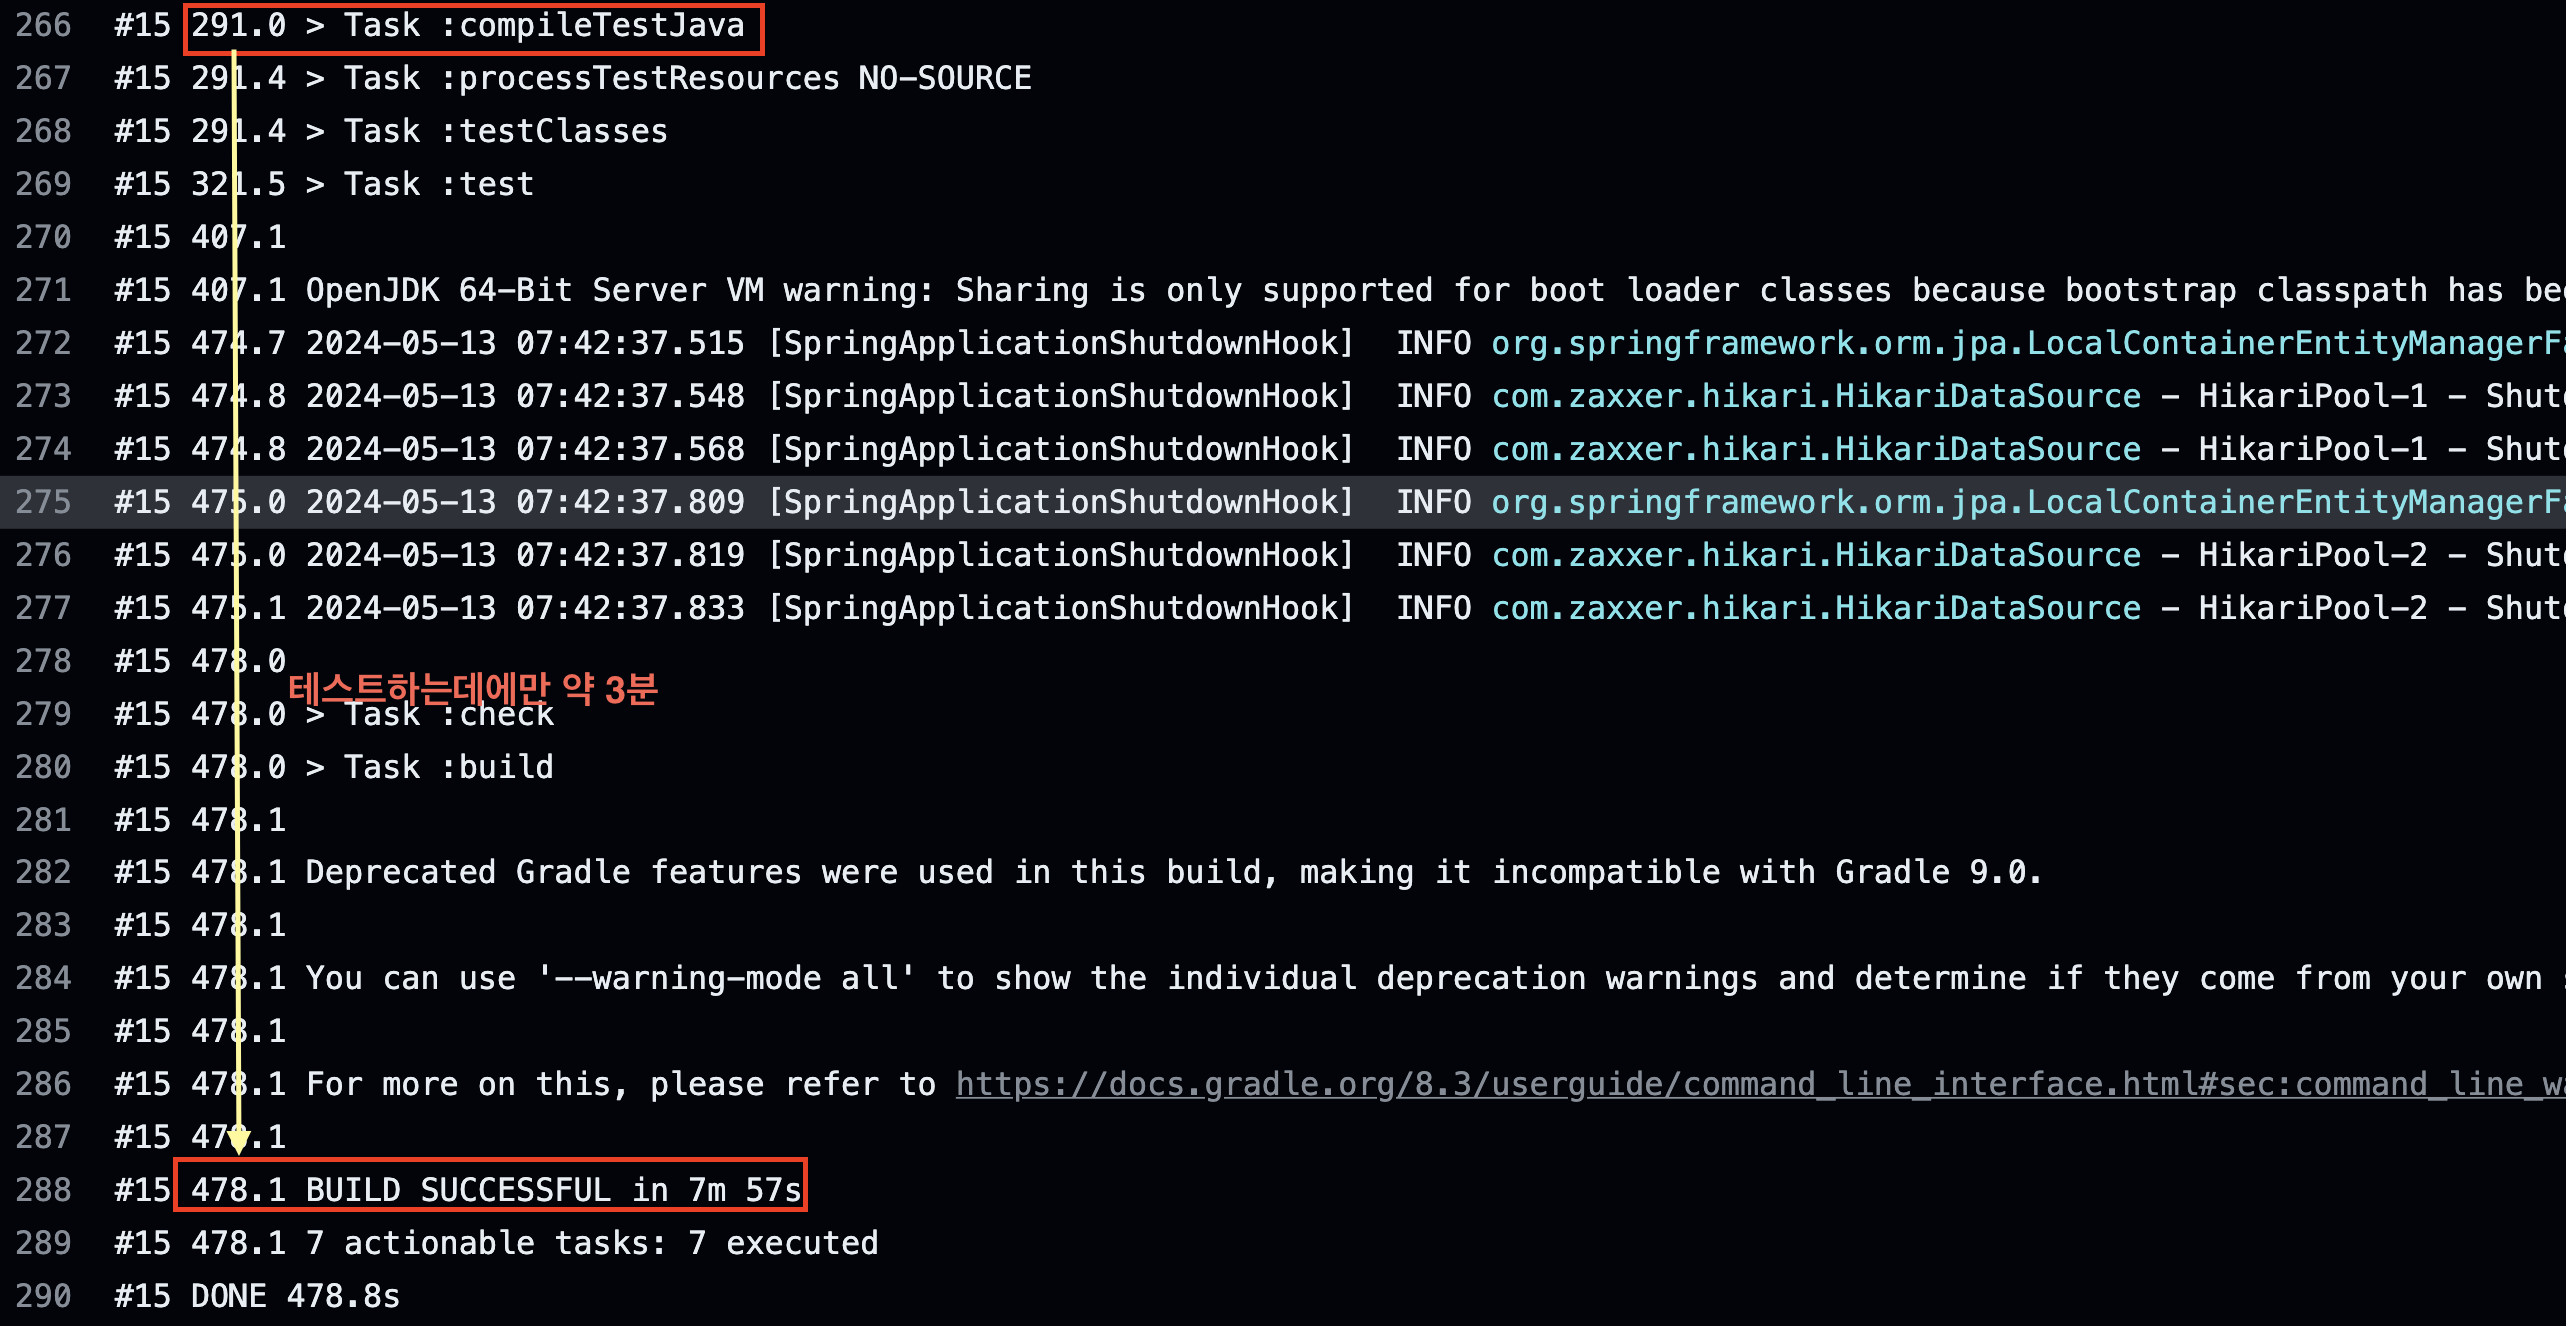 266 #15 291.0 > Task :compileTestJava
267 #15 291.4 > Task :processTestResources NO-SOURCE
268 #15 291.4 > Task :testClasses
269 #15 321.5 > Task :test
270 #15 407.1
271 #15 407.1 OpenJDK 64-Bit Server VM warning: Sharing is only supported for boot loader classes because bootstrap classpath has
272 #15 474.7 2024-05-13 07:42:37.515 [SpringApplicationShutdownHook]  INFO org.springframework.orm.jpa.LocalContainerEntityManagerF
273 #15 474.8 2024-05-13 07:42:37.548 [SpringApplicationShutdownHook]  INFO com.zaxxer.hikari.HikariDataSource - HikariPool-1 - Shut
274 #15 474.8 2024-05-13 07:42:37.568 [SpringApplicationShutdownHook]  INFO com.zaxxer.hikari.HikariDataSource - HikariPool-1 - Shut
275 #15 475.0 2024-05-13 07:42:37.809 [SpringApplicationShutdownHook]  INFO org.springframework.orm.jpa.LocalContainerEntityManagerF
276 #15 475.0 2024-05-13 07:42:37.819 [SpringApplicationShutdownHook]  INFO com.zaxxer.hikari.HikariDataSource - HikariPool-2 - Shut
277 #15 475.1 2024-05-13 07:42:37.833 [SpringApplicationShutdownHook]  INFO com.zaxxer.hikari.HikariDataSource - HikariPool-2 - Shut
278 #15 478.0
테스트하는데에만 약 3분
279 #15 478.0 > Task :check
280 #15 478.0 > Task :build
281 #15 478.1
282 #15 478.1 Deprecated Gradle features were used in this build, making it incompatible with Gradle 9.0.
283 #15 478.1
284 #15 478.1 You can use '--warning-mode all' to show the individual deprecation warnings and determine if they come from your own
285 #15 478.1
286 #15 478.1 For more on this, please refer to https://docs.gradle.org/8.3/userguide/command_line_interface.html#sec:command_line_w
287 #15 478.1
288 #15 478.1 BUILD SUCCESSFUL in 7m 57s
289 #15 478.1 7 actionable tasks: 7 executed
290 #15 DONE 478.8s